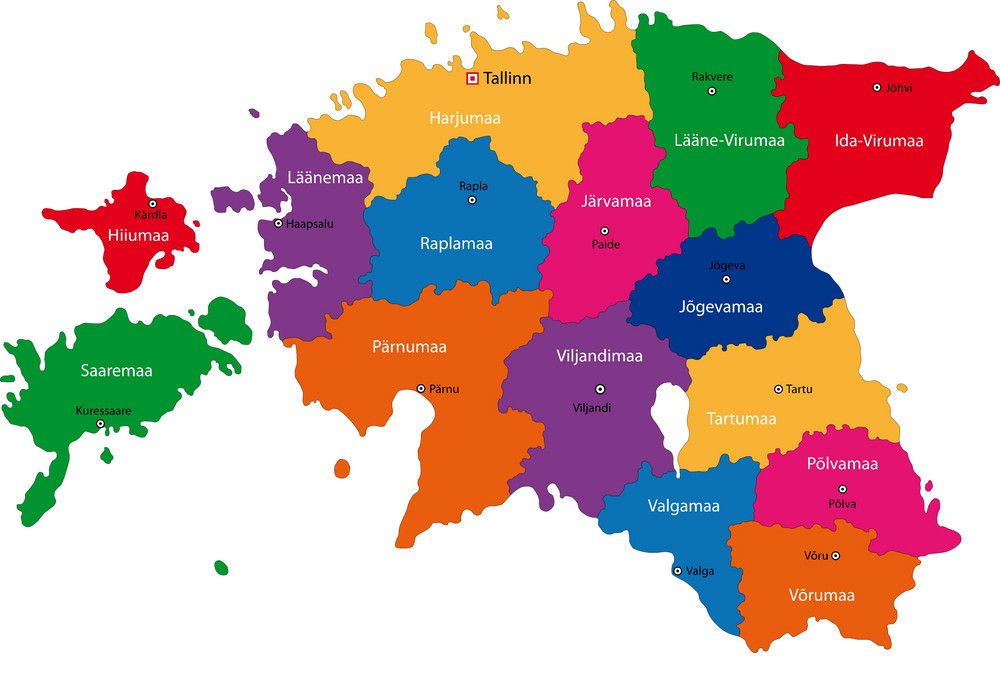 Rakvere
Tallinn
Jõhvi
Harjumaa
Lääne-Virumaa
Ida-Virumaa
Läänemaa
Rapla
Järvamaa
Kärdla
Hiiumaa
Haapsalu
Raplamaa
Paide
Jõgeva
Jõgevamaa
Pärnumaa
Viljandimaa
Saaremaa
Pärnu
Tartu
Kuressaare
Viljandi
Tartumaa
Põlvamaa
Valgamaa
Põlva
Võru
Valga
Võrumaa